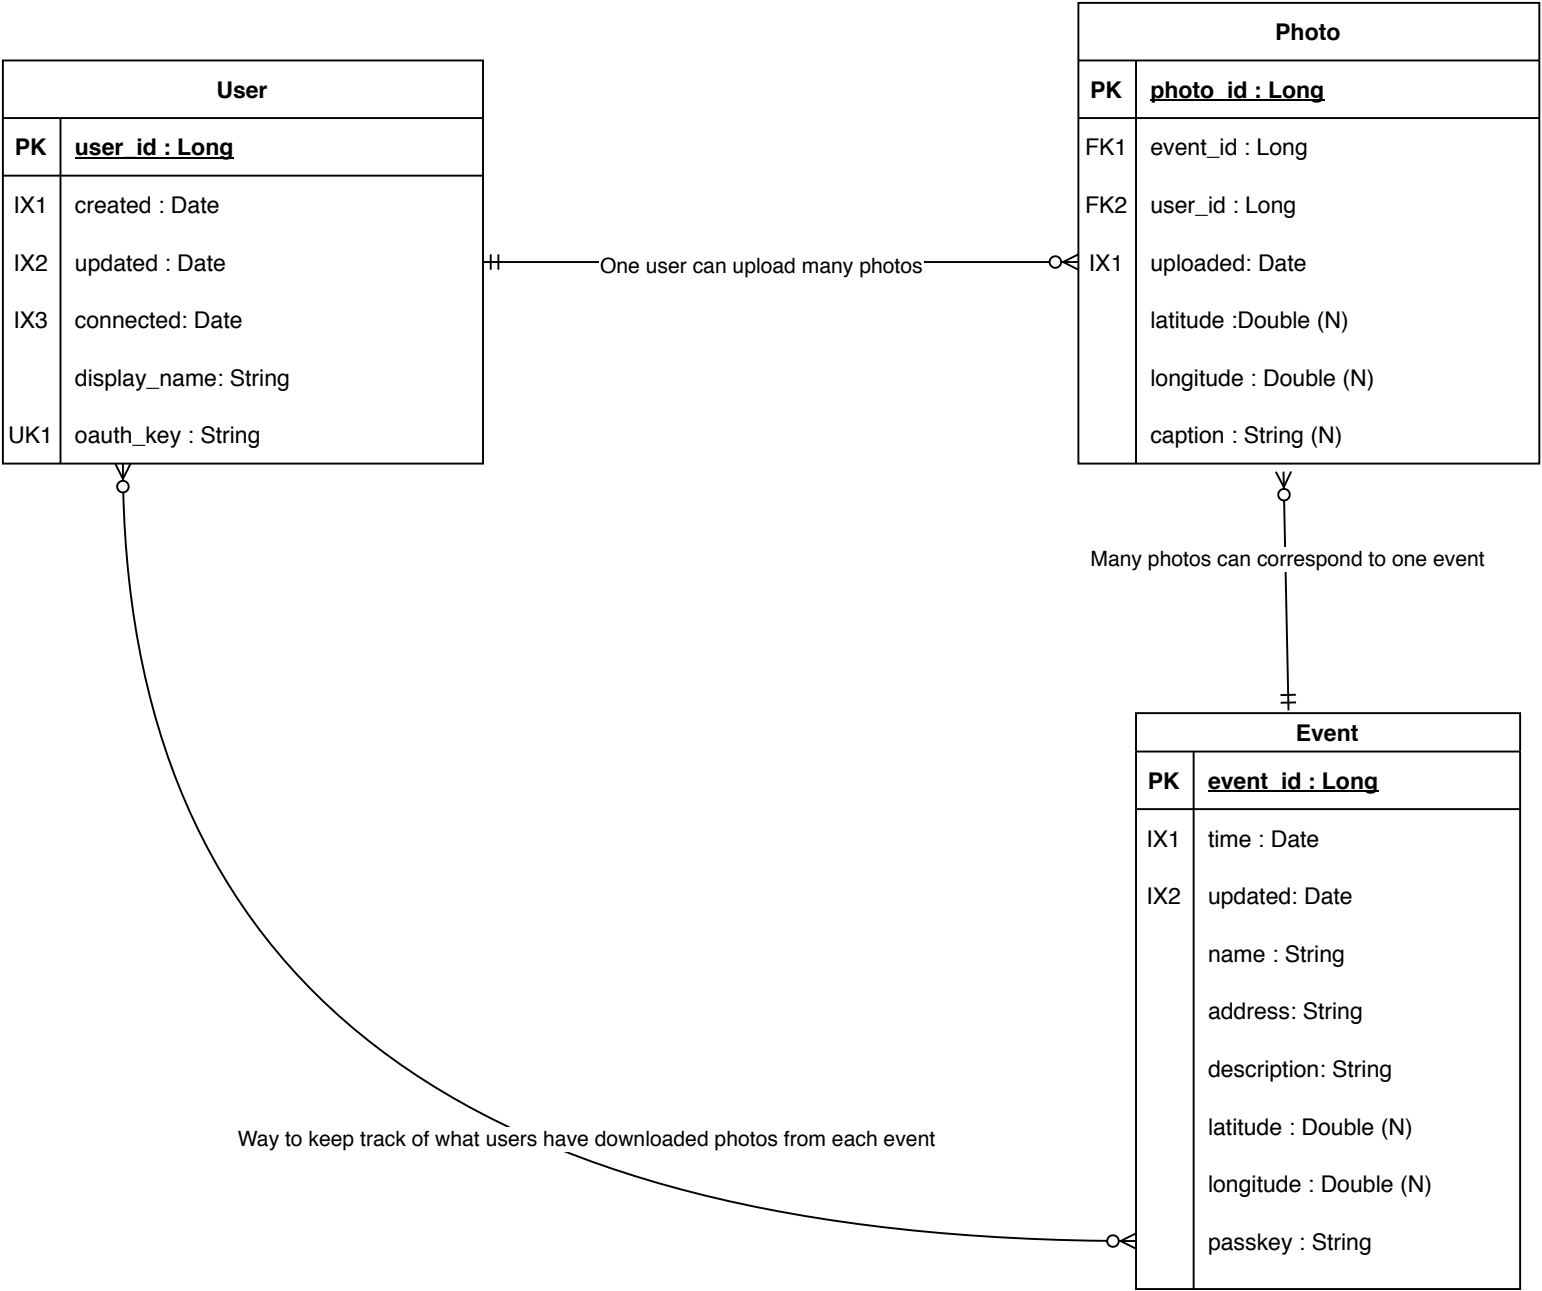 User
PK user_id : Long
IX1 created : Date
IX2 updated : Date
IX3 connected: Date
display_name: String
UK1 oauth_key : String
One user can upload many photos
Photo
PK photo_id : Long
FK1 event_id : Long
FK2 user_id : Long
IX1 uploaded: Date
latitude :Double (N)
longitude : Double (N)
caption : String (N)
Many photos can correspond to one event
Event
PK event_id : Long
IX1 time : Date
IX2 updated: Date
name : String
address: String
description: String
latitude : Double (N)
longitude : Double (N)
passkey : String
Way to keep track of what users have downloaded photos from each event